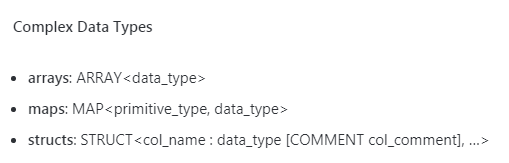 Complex Data Types
arrays: ARRAY<data_type>
maps: MAP<primitive_type, data_type>
structs: STRUCT<col_name : data_type [COMMENT col_comment], ...>